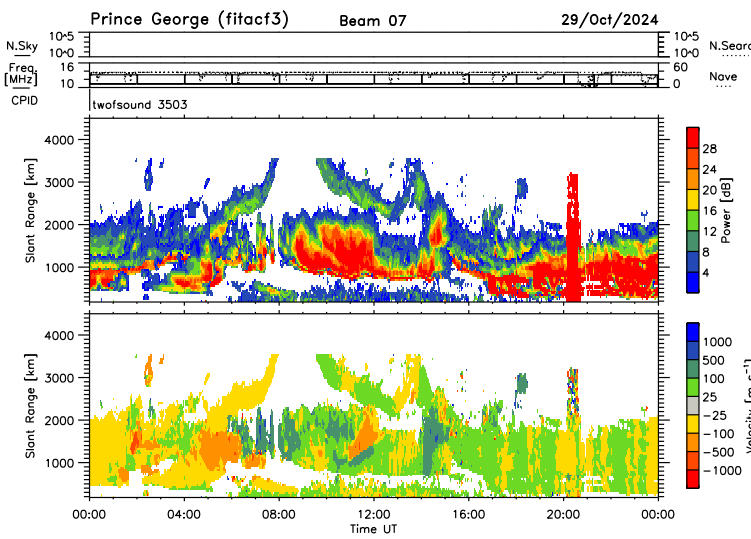 Prince George (fitacf3) Beam 07 29/Oct/2024
N.Sky 10^5 10^5 N.Sear
10^0 10^0
Freq [MHz] 16 10 60 0 Nave
CPID twofsound 3503
Slant Range [km] 4000 3000 2000 1000
Power [dB] 28 24 20 16 12 8 4
Slant Range [km] 4000 3000 2000 1000
Velocity [m s^-1] 1000 500 100 25 -25 -100 -500 -1000
00:00 04:00 08:00 12:00 16:00 20:00 00:00
Time UT